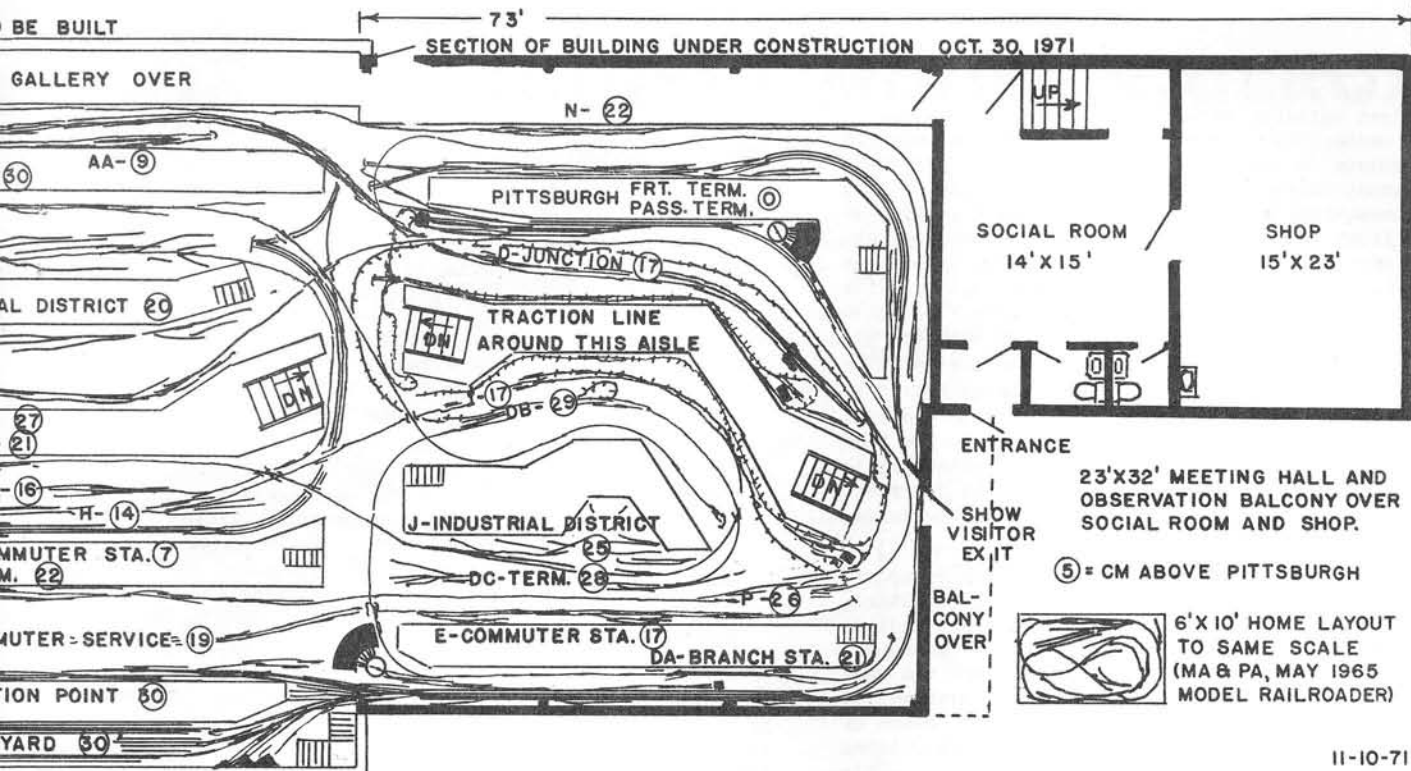 73'
O BE BUILT
SECTION OF BUILDING UNDER CONSTRUCTION OCT. 30, 1971
GALLERY OVER
UP
N-22
AA-9
30
PITTSBURGH FRT. TERM.
PASS. TERM. 0
SOCIAL ROOM
14'X15'
SHOP
15'X23'
D-JUNCTION 17
AL DISTRICT 20
TRACTION LINE
AROUND THIS AISLE
DN
DN
-17
DB-29
27
21
ENTRANCE
-16
H-14
DN
23'X32' MEETING HALL AND
OBSERVATION BALCONY OVER
SOCIAL ROOM AND SHOP.
SHOW
VISITOR
EXIT
J-INDUSTRIAL DISTRICT
25
MMUTER STA. 7
M. 22
DC-TERM. 28
5 = CM ABOVE PITTSBURGH
P-26
BAL-
CONY
OVER
MUTER-SERVICE-19
E-COMMUTER STA. 17
DA-BRANCH STA. 21
6'X10' HOME LAYOUT
TO SAME SCALE
(MA & PA, MAY 1965
MODEL RAILROADER)
TION POINT 30
YARD 30
11-10-71